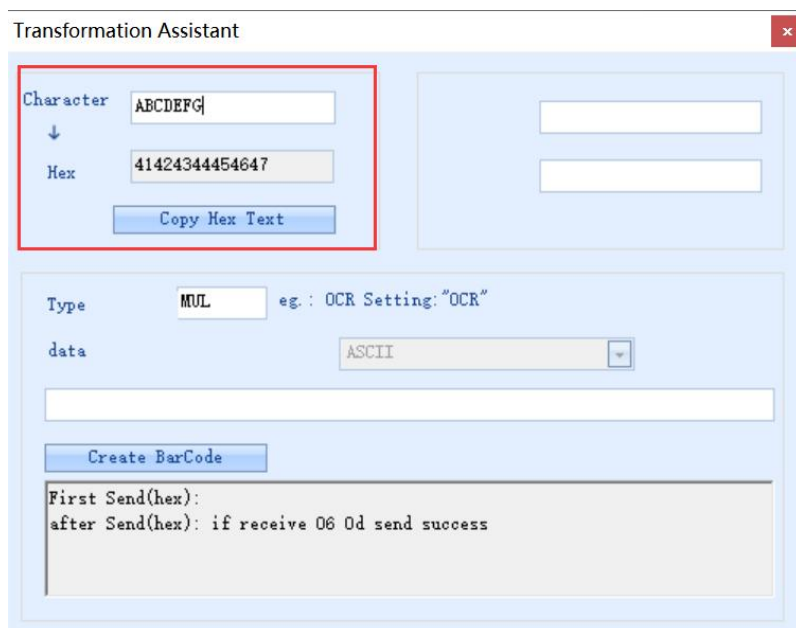 Transformation Assistant
Character
ABCDEFG
↓
Hex
41424344454647
Copy Hex Text
Type
MUL
eg.: OCR Setting:"OCR"
data
ASCII
Create BarCode
First Send(hex):
after Send(hex): if receive 06 0d send success